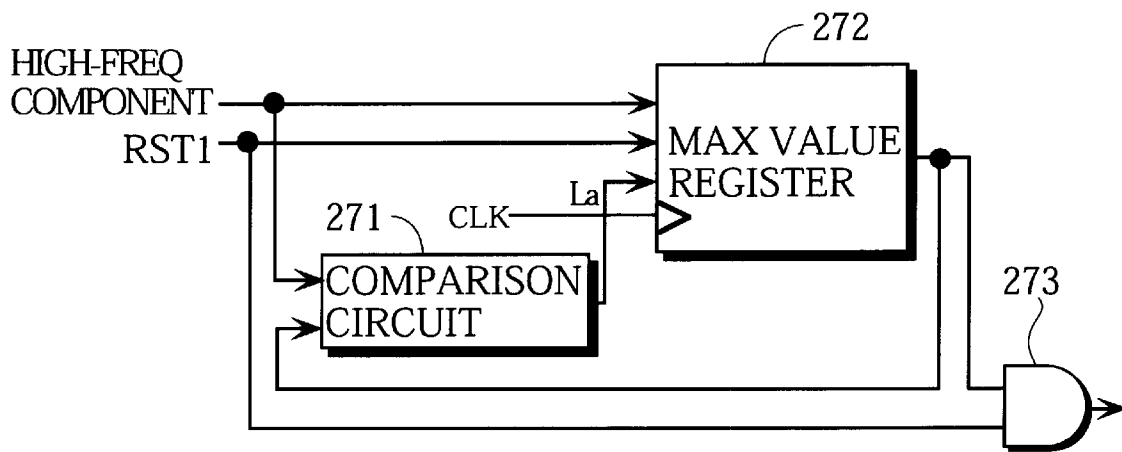 272
HIGH-FREQ
COMPONENT
RST1
MAX VALUE
REGISTER
La
CLK
271
COMPARISON
CIRCUIT
273